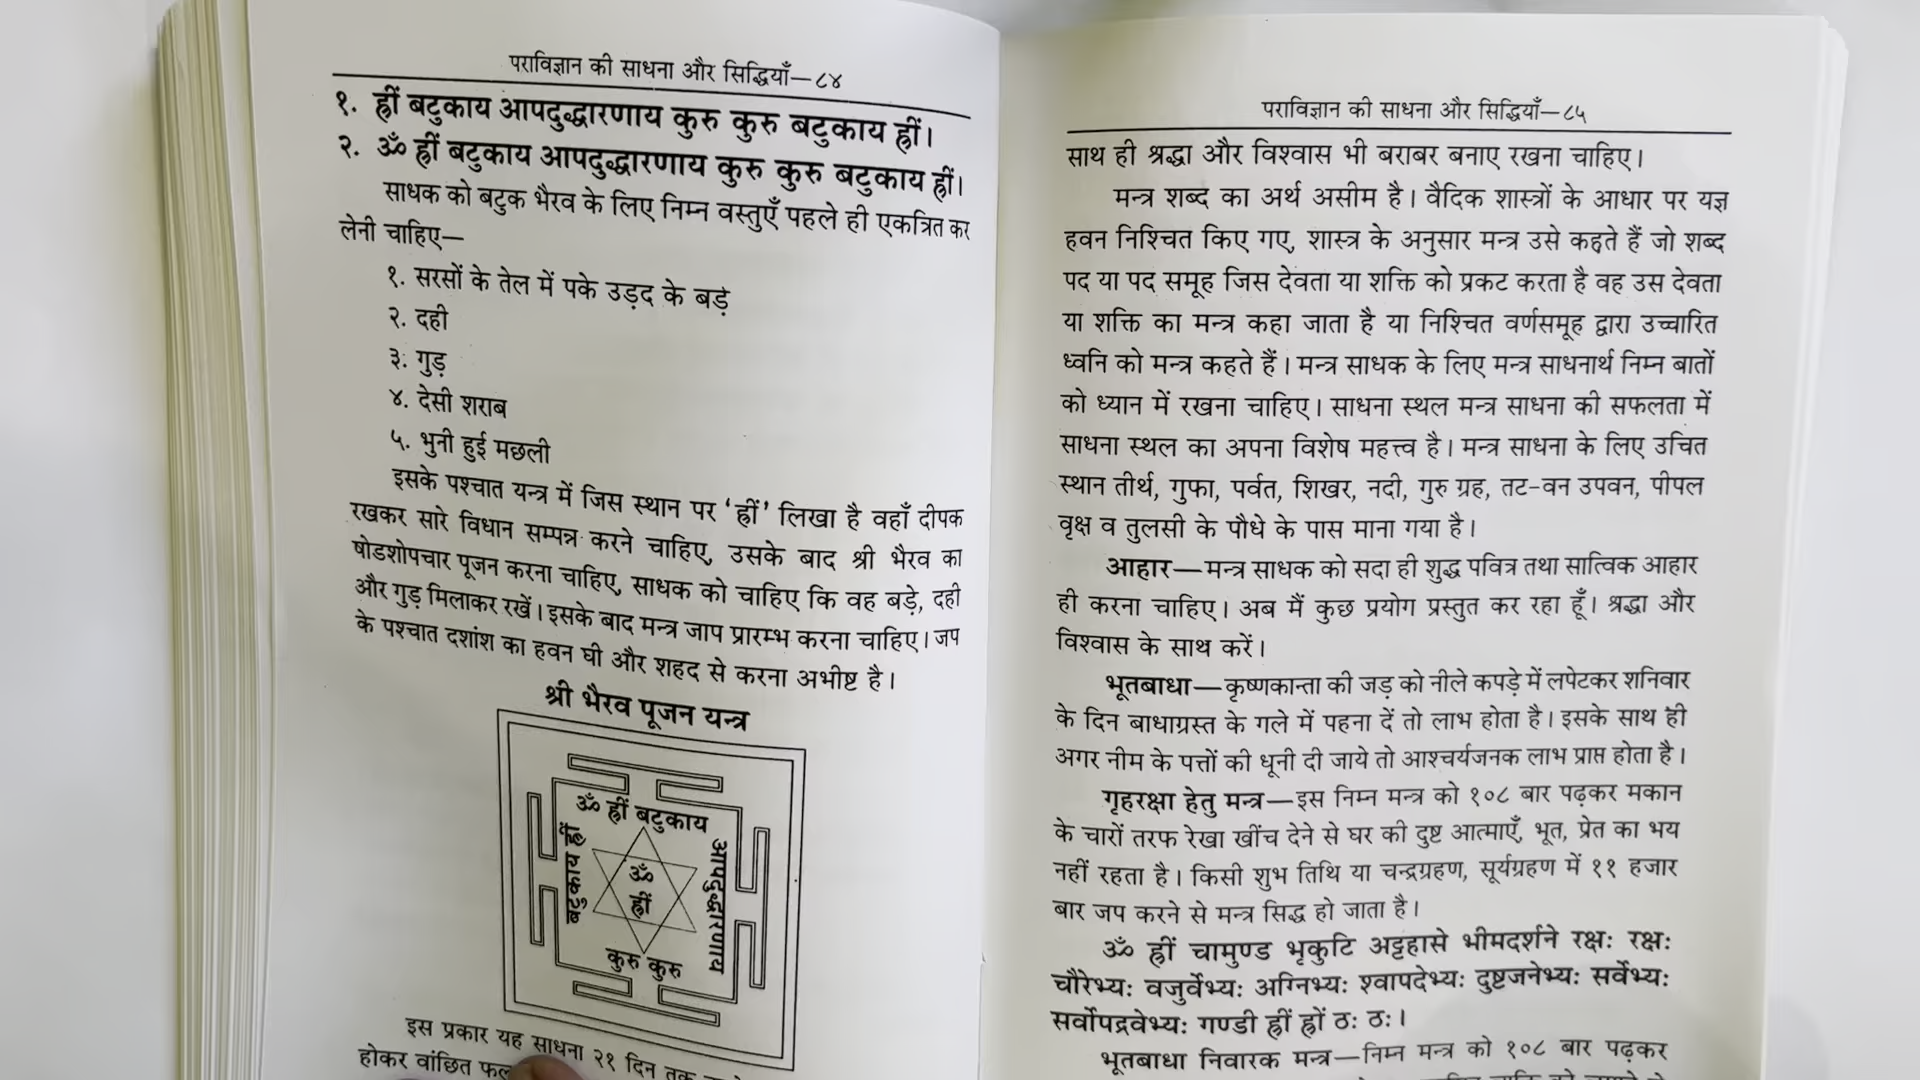 पराविज्ञान की साधना और सिद्धियाँ—८४
१. ह्रीं बटुकाय आपदुद्धारणाय कुरु कुरु बटुकाय ह्रीं।
२. ॐ ह्रीं बटुकाय आपदुद्धारणाय कुरु कुरु बटुकाय ह्रीं।
साधक को बटुक भैरव के लिए निम्न वस्तुएँ पहले ही एकत्रित कर
लेनी चाहिए—
१. सरसों के तेल में पके उड़द के बड़े
२. दही
३. गुड़
४. देसी शराब
५. भुनी हुई मछली
इसके पश्चात यन्त्र में जिस स्थान पर ‘ह्रीं’ लिखा है वहाँ दीपक
रखकर सारे विधान सम्पन्न करने चाहिए, उसके बाद श्री भैरव का
षोडशोपचार पूजन करना चाहिए, साधक को चाहिए कि वह बड़े, दही
और गुड़ मिलाकर रखें। इसके बाद मन्त्र जाप प्रारम्भ करना चाहिए। जप
के पश्चात दशांश का हवन घी और शहद से करना अभीष्ट है।
श्री भैरव पूजन यन्त्र
ॐ ह्रीं बटुकाय
आपदुद्धारणाय
कुरु कुरु
बटुकाय ह्रीं
ॐ
ह्रीं
इस प्रकार यह साधना २१ दिन तक
होकर वांछित फल
पराविज्ञान की साधना और सिद्धियाँ—८५
साथ ही श्रद्धा और विश्वास भी बराबर बनाए रखना चाहिए।
मन्त्र शब्द का अर्थ असीम है। वैदिक शास्त्रों के आधार पर यज्ञ
हवन निश्चित किए गए, शास्त्र के अनुसार मन्त्र उसे कहते हैं जो शब्द
पद या पद समूह जिस देवता या शक्ति को प्रकट करता है वह उस देवता
या शक्ति का मन्त्र कहा जाता है या निश्चित वर्णसमूह द्वारा उच्चारित
ध्वनि को मन्त्र कहते हैं। मन्त्र साधक के लिए मन्त्र साधनार्थ निम्न बातों
को ध्यान में रखना चाहिए। साधना स्थल मन्त्र साधना की सफलता में
साधना स्थल का अपना विशेष महत्त्व है। मन्त्र साधना के लिए उचित
स्थान तीर्थ, गुफा, पर्वत, शिखर, नदी, गुरु ग्रह, तट-वन उपवन, पीपल
वृक्ष व तुलसी के पौधे के पास माना गया है।
आहार—मन्त्र साधक को सदा ही शुद्ध पवित्र तथा सात्विक आहार
ही करना चाहिए। अब मैं कुछ प्रयोग प्रस्तुत कर रहा हूँ। श्रद्धा और
विश्वास के साथ करें।
भूतबाधा—कृष्णकान्ता की जड़ को नीले कपड़े में लपेटकर शनिवार
के दिन बाधाग्रस्त के गले में पहना दें तो लाभ होता है। इसके साथ ही
अगर नीम के पत्तों की धूनी दी जाये तो आश्चर्यजनक लाभ प्राप्त होता है।
गृहरक्षा हेतु मन्त्र—इस निम्न मन्त्र को १०८ बार पढ़कर मकान
के चारों तरफ रेखा खींच देने से घर की दुष्ट आत्माएँ, भूत, प्रेत का भय
नहीं रहता है। किसी शुभ तिथि या चन्द्रग्रहण, सूर्यग्रहण में ११ हजार
बार जप करने से मन्त्र सिद्ध हो जाता है।
ॐ ह्रीं चामुण्ड भृकुटि अट्टहासे भीमदर्शने रक्षः रक्षः
चौरेभ्यः वजुर्वेभ्यः अग्निभ्यः श्वापदेभ्यः दुष्टजनेभ्यः सर्वेभ्यः
सर्वोपद्रवेभ्यः गण्डी ह्रीं ह्रों ठः ठः।
भूतबाधा निवारक मन्त्र—निम्न मन्त्र को १०८ बार पढ़कर